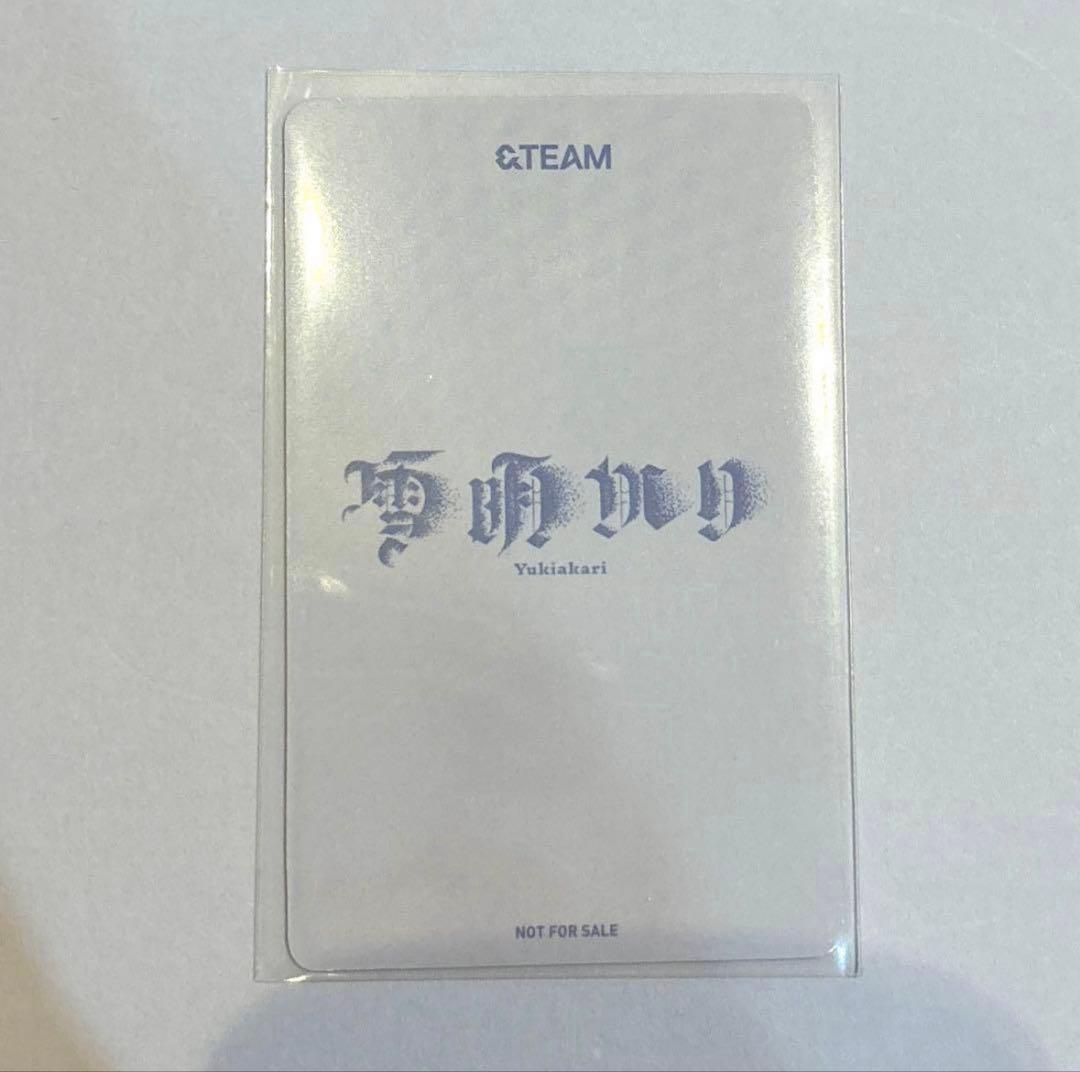 &TEAM
雪明かり
Yukiakari
NOT FOR SALE